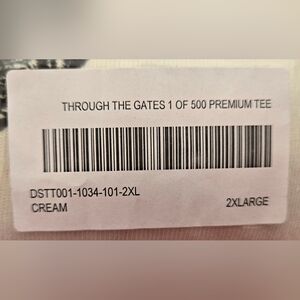 THROUGH THE GATES 1 OF 500 PREMIUM TEE
DSTT001-1034-101-2XL
CREAM
2XLARGE